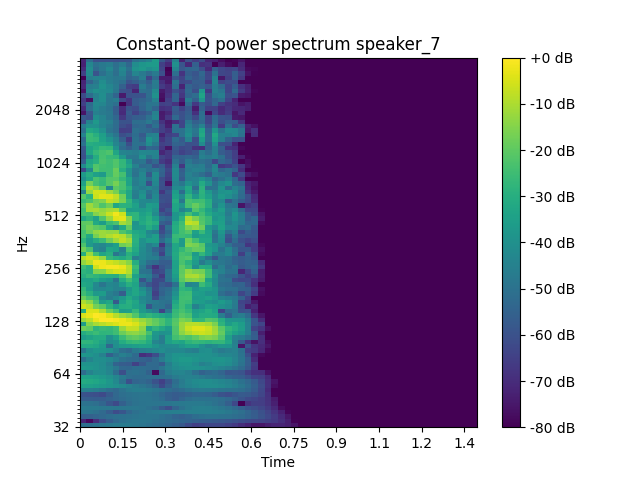 Constant-Q power spectrum speaker_7
Hz
2048
1024
512
256
128
64
32
0 0.15 0.3 0.45 0.6 0.75 0.9 1.1 1.2 1.4
Time
+0 dB
-10 dB
-20 dB
-30 dB
-40 dB
-50 dB
-60 dB
-70 dB
-80 dB